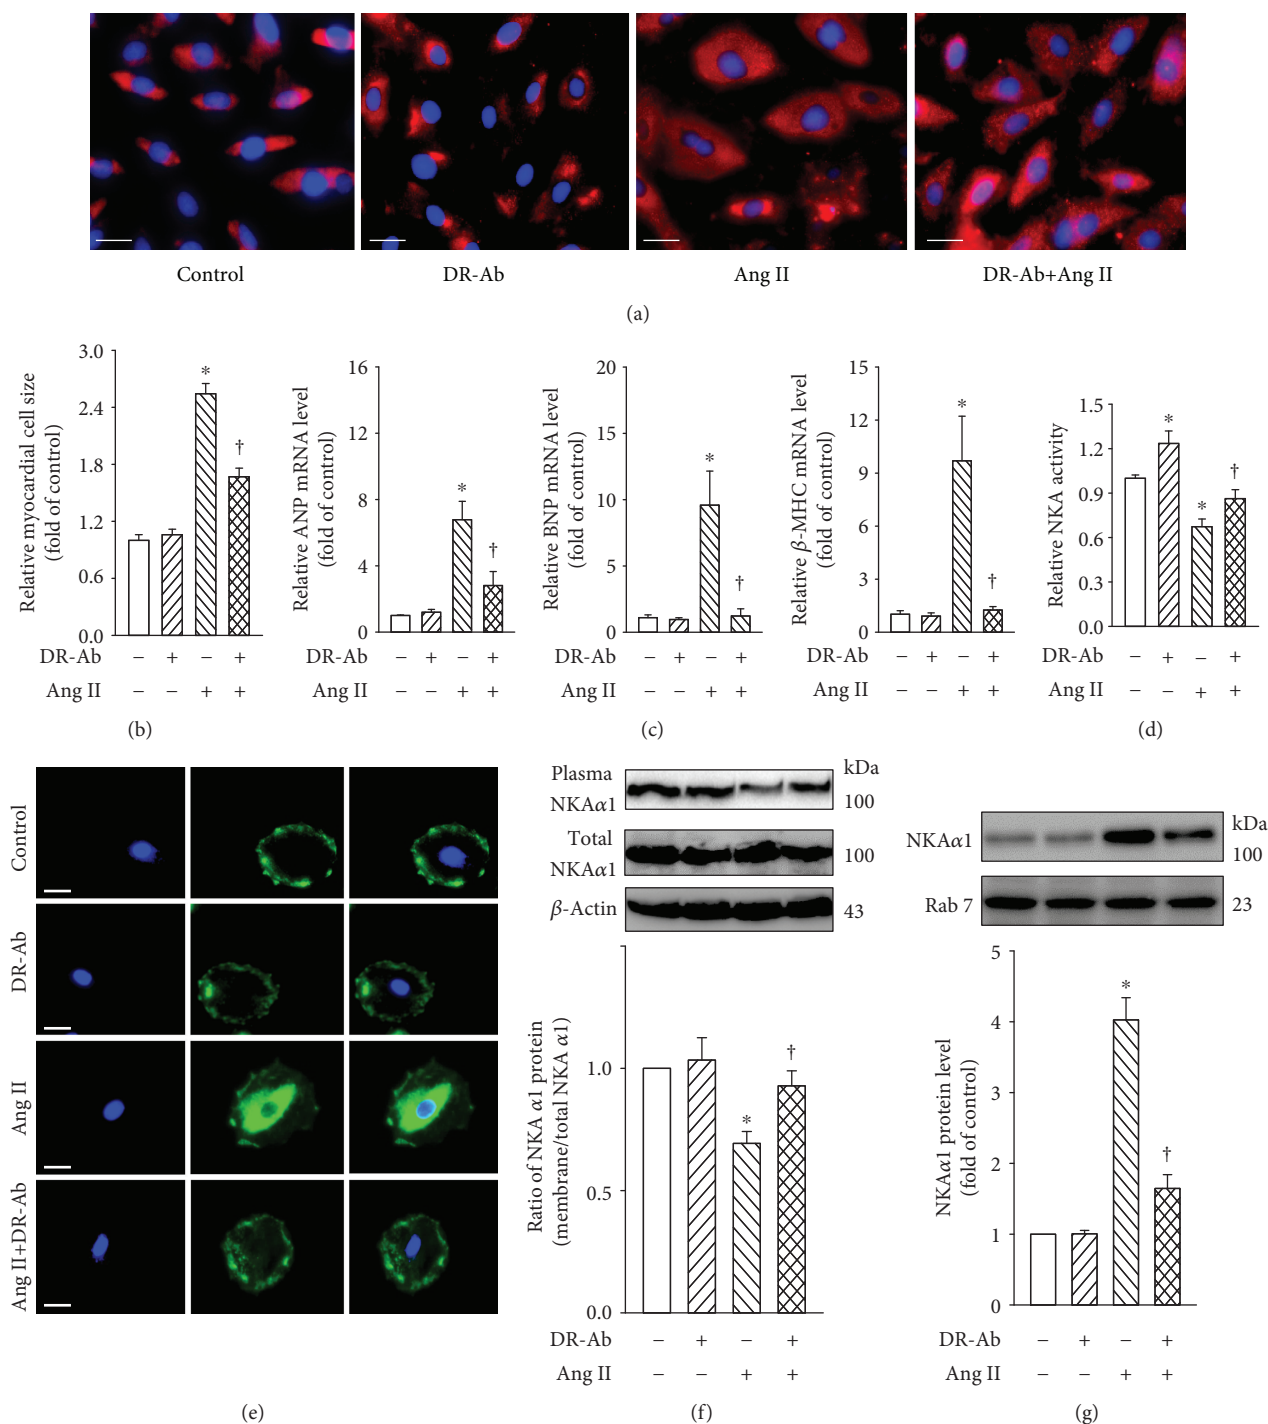 Control
DR-Ab
Ang II
DR-Ab+Ang II
(a)
Relative myocardial cell size
(fold of control)
3.0
2.4
1.8
1.2
0.6
0.0
*
†
DR-Ab
– + – +
Ang II
– – + +
(b)
Relative ANP mRNA level
(fold of control)
16
12
8
4
0
*
†
DR-Ab
– + – +
Ang II
– – + +
Relative BNP mRNA level
(fold of control)
20
15
10
5
0
*
†
DR-Ab
– + – +
Ang II
– – + +
(c)
Relative β-MHC mRNA level
(fold of control)
15
12
9
6
3
0
*
†
DR-Ab
– + – +
Ang II
– – + +
Relative NKA activity
1.5
1.2
0.9
0.6
0.3
0.0
*
*
†
DR-Ab
– + – +
Ang II
– – + +
(d)
Control
DR-Ab
Ang II
Ang II+DR-Ab
(e)
Plasma
NKAα1
kDa
100
Total
NKAα1
100
β-Actin
43
Ratio of NKA α1 protein
(membrane/total NKA α1)
1.0
0.5
0.0
*
†
DR-Ab
– + – +
Ang II
– – + +
(f)
NKAα1
kDa
100
Rab 7
23
NKAα1 protein level
(fold of control)
5
4
3
2
1
0
*
†
DR-Ab
– + – +
Ang II
– – + +
(g)